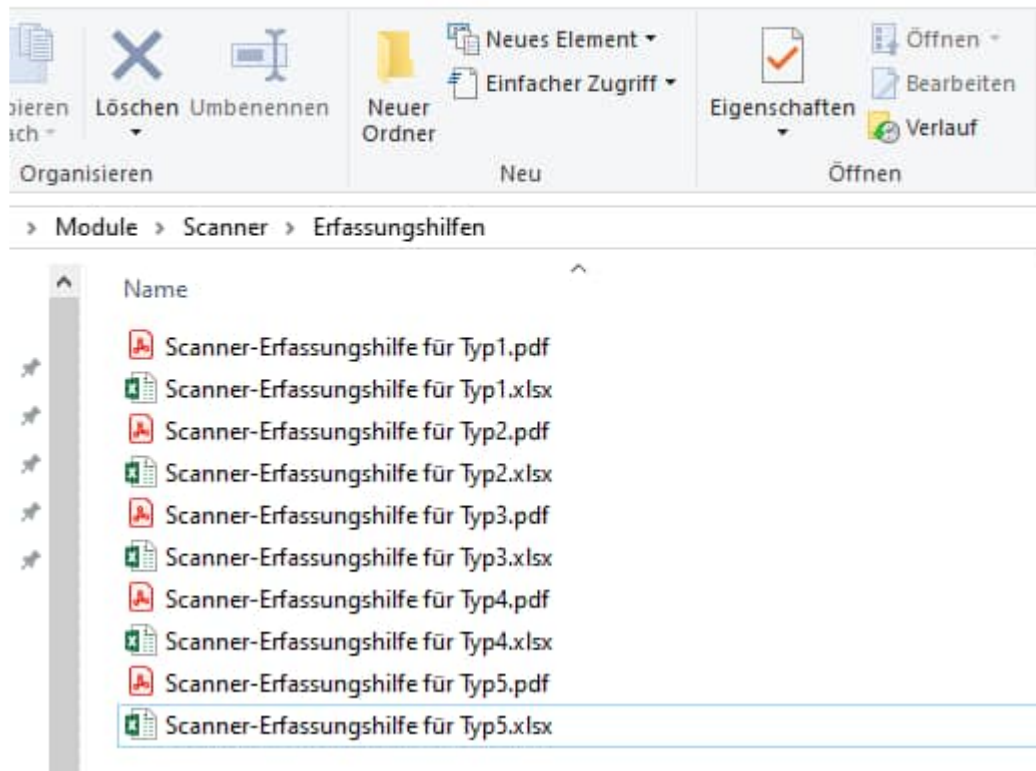 Neues Element
Öffnen
Löschen Umbenennen
Neuer Ordner
Einfacher Zugriff
Eigenschaften
Bearbeiten
Verlauf
Organisieren
Neu
Öffnen
> Module > Scanner > Erfassungshilfen
Name
Scanner-Erfassungshilfe für Typ1.pdf
Scanner-Erfassungshilfe für Typ1.xlsx
Scanner-Erfassungshilfe für Typ2.pdf
Scanner-Erfassungshilfe für Typ2.xlsx
Scanner-Erfassungshilfe für Typ3.pdf
Scanner-Erfassungshilfe für Typ3.xlsx
Scanner-Erfassungshilfe für Typ4.pdf
Scanner-Erfassungshilfe für Typ4.xlsx
Scanner-Erfassungshilfe für Typ5.pdf
Scanner-Erfassungshilfe für Typ5.xlsx